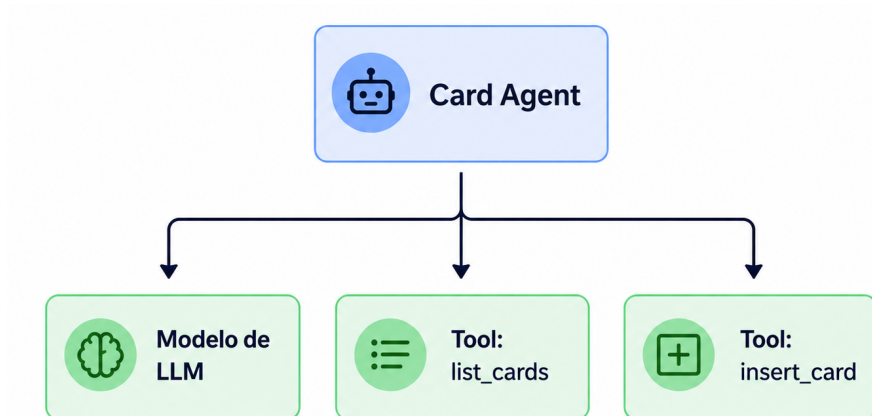 Card Agent
Modelo de
LLM
Tool:
list_cards
Tool:
insert_card